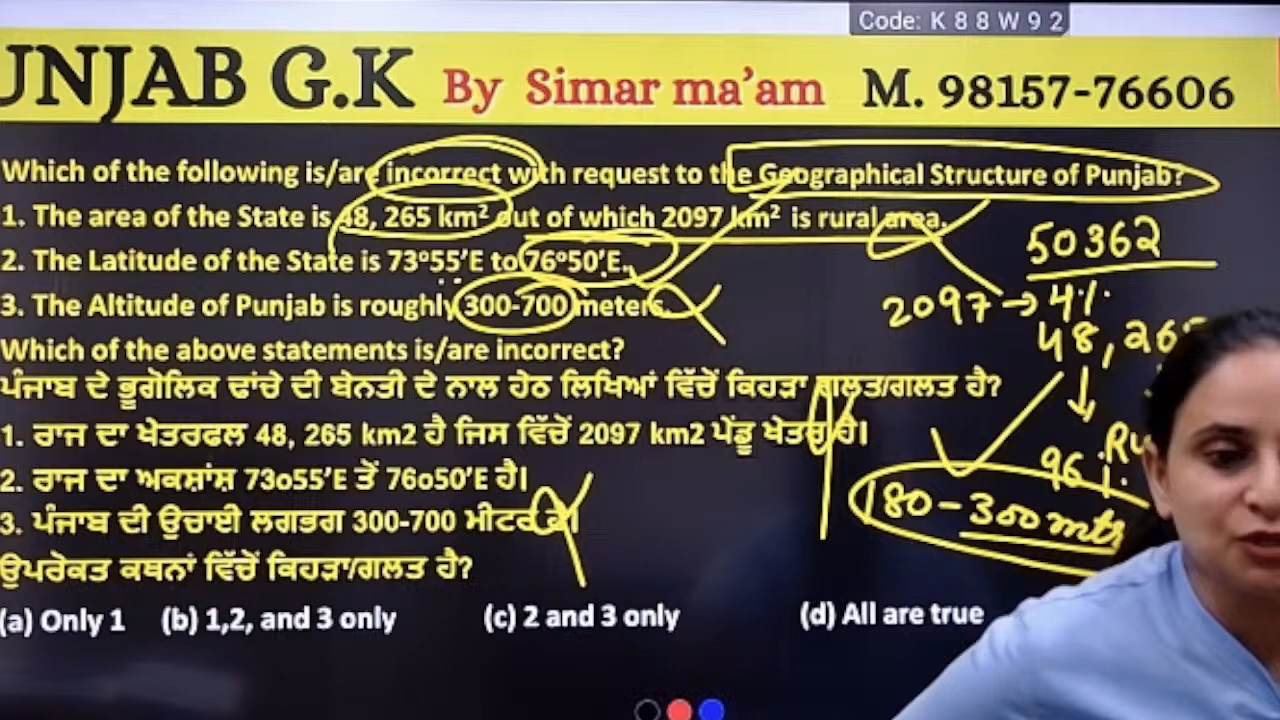 Code: K 8 8 W 9 2
UNJAB G.K By Simar ma'am M. 98157-76606
Which of the following is/are incorrect with request to the Geographical Structure of Punjab?
1. The area of the State is 48, 265 km² out of which 2097 km² is rural area.
2. The Latitude of the State is 73°55'E to 76°50'E.
3. The Altitude of Punjab is roughly 300-700 meters.
Which of the above statements is/are incorrect?
ਪੰਜਾਬ ਦੇ ਭੂਗੋਲਿਕ ਢਾਂਚੇ ਦੀ ਬੇਨਤੀ ਦੇ ਨਾਲ ਹੇਠ ਲਿਖਿਆਂ ਵਿੱਚੋਂ ਕਿਹੜਾ ਗਲਤ/ਗਲਤ ਹੈ?
1. ਰਾਜ ਦਾ ਖੇਤਰਫਲ 48, 265 km2 ਹੈ ਜਿਸ ਵਿੱਚੋਂ 2097 km2 ਪੇਂਡੂ ਖੇਤਰ ਹੈ।
2. ਰਾਜ ਦਾ ਅਕਸ਼ਾਂਸ਼ 73o55'E ਤੋਂ 76o50'E ਹੈ।
3. ਪੰਜਾਬ ਦੀ ਉਚਾਈ ਲਗਭਗ 300-700 ਮੀਟਰ ਹੈ।
ਉਪਰੋਕਤ ਕਥਨਾਂ ਵਿੱਚੋਂ ਕਿਹੜਾ/ਗਲਤ ਹੈ?
(a) Only 1 (b) 1,2, and 3 only (c) 2 and 3 only (d) All are true
50362
2097 → 4%
48, 265
96 %
180-300 mts